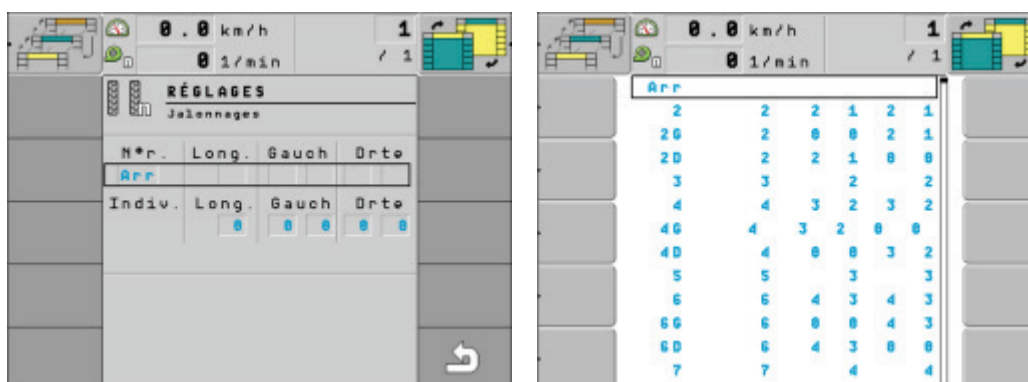 0.0 km/h 1
0 1/min / 1
RÉGLAGES
Jalonnages
N°r. Long. Gauch Drte
Arr
Indiv. Long. Gauch Drte
0 0 0 0 0
0.0 km/h 1
0 1/min / 1
Arr
2 2 2 1 2 1
2G 2 0 0 2 1
2D 2 2 1 0 0
3 3 2 2
4 4 3 2 3 2
4G 4 3 2 0 0
4D 4 0 0 3 2
5 5 3 3
6 6 4 3 4 3
6G 6 0 0 4 3
6D 6 4 3 0 0
7 7 4 4